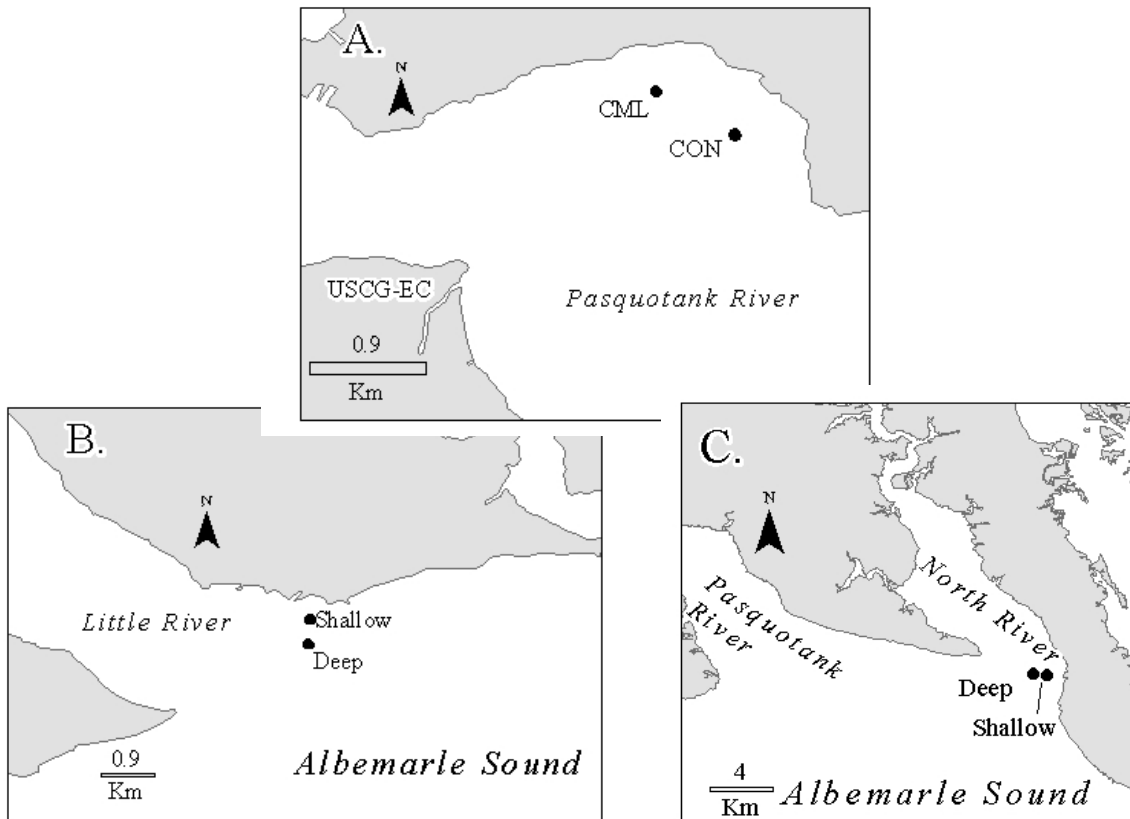 A.
N
CML
CON
USCG-EC
Pasquotank River
0.9
Km
B.
N
Little River
Shallow
Deep
0.9
Km
Albemarle Sound
C.
N
North River
Pasquotank
River
Deep
Shallow
4
Km
Albemarle Sound